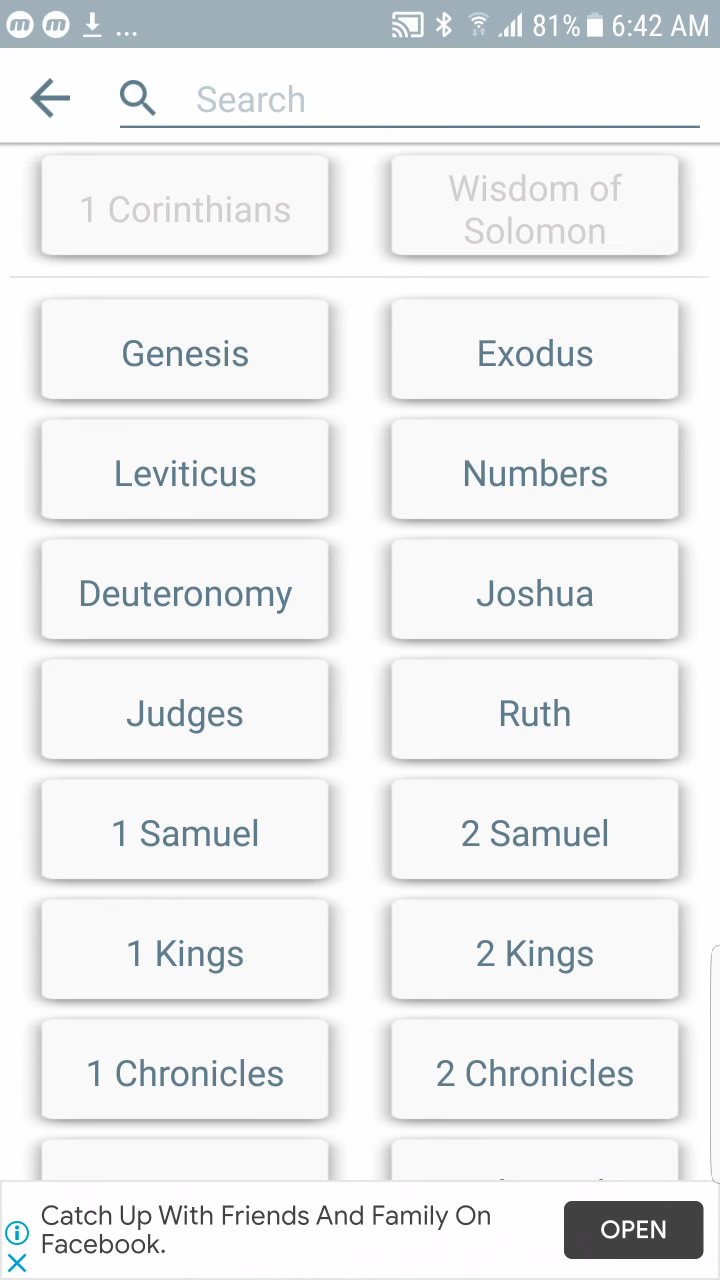 81% 6:42 AM
Search
1 Corinthians
Wisdom of
Solomon
Genesis
Exodus
Leviticus
Numbers
Deuteronomy
Joshua
Judges
Ruth
1 Samuel
2 Samuel
1 Kings
2 Kings
1 Chronicles
2 Chronicles
Catch Up With Friends And Family On
Facebook.
OPEN